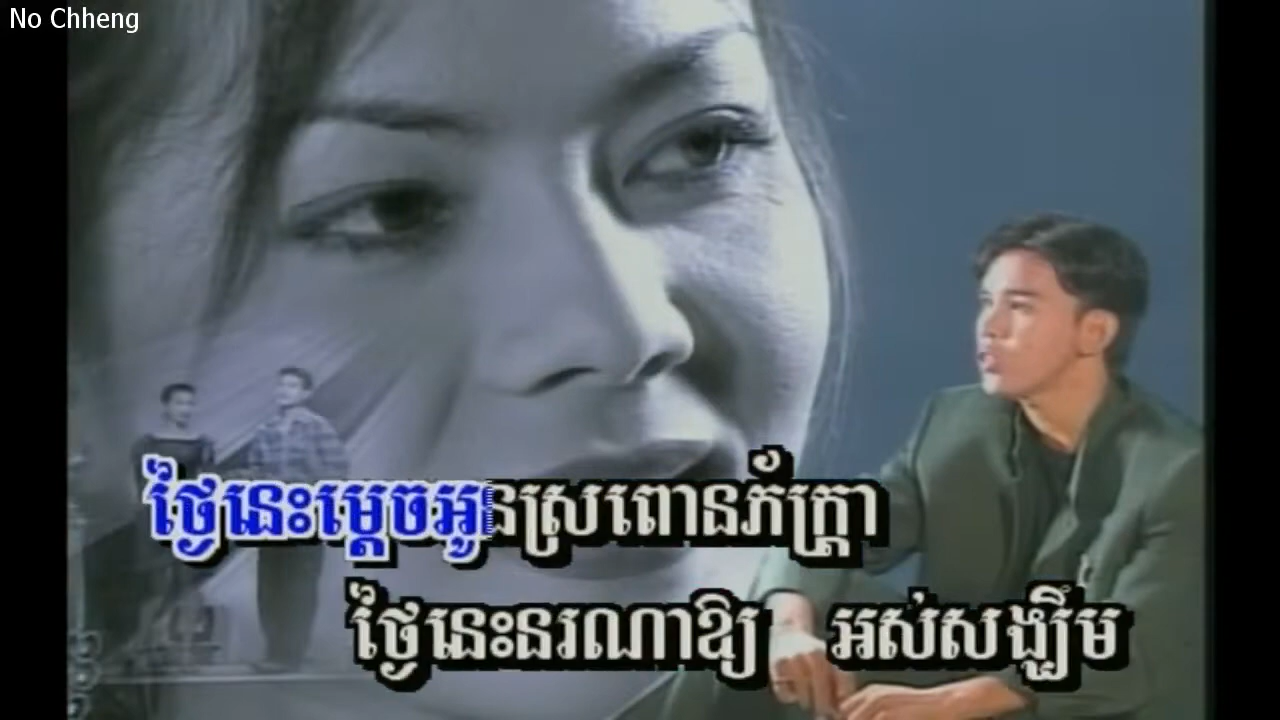 No Chheng
ថ្ងៃនេះម្ដេចអូនស្រពោនភ័ក្ត្រា
ថ្ងៃនេះនរណាឱ្យ អស់សង្ឃឹម